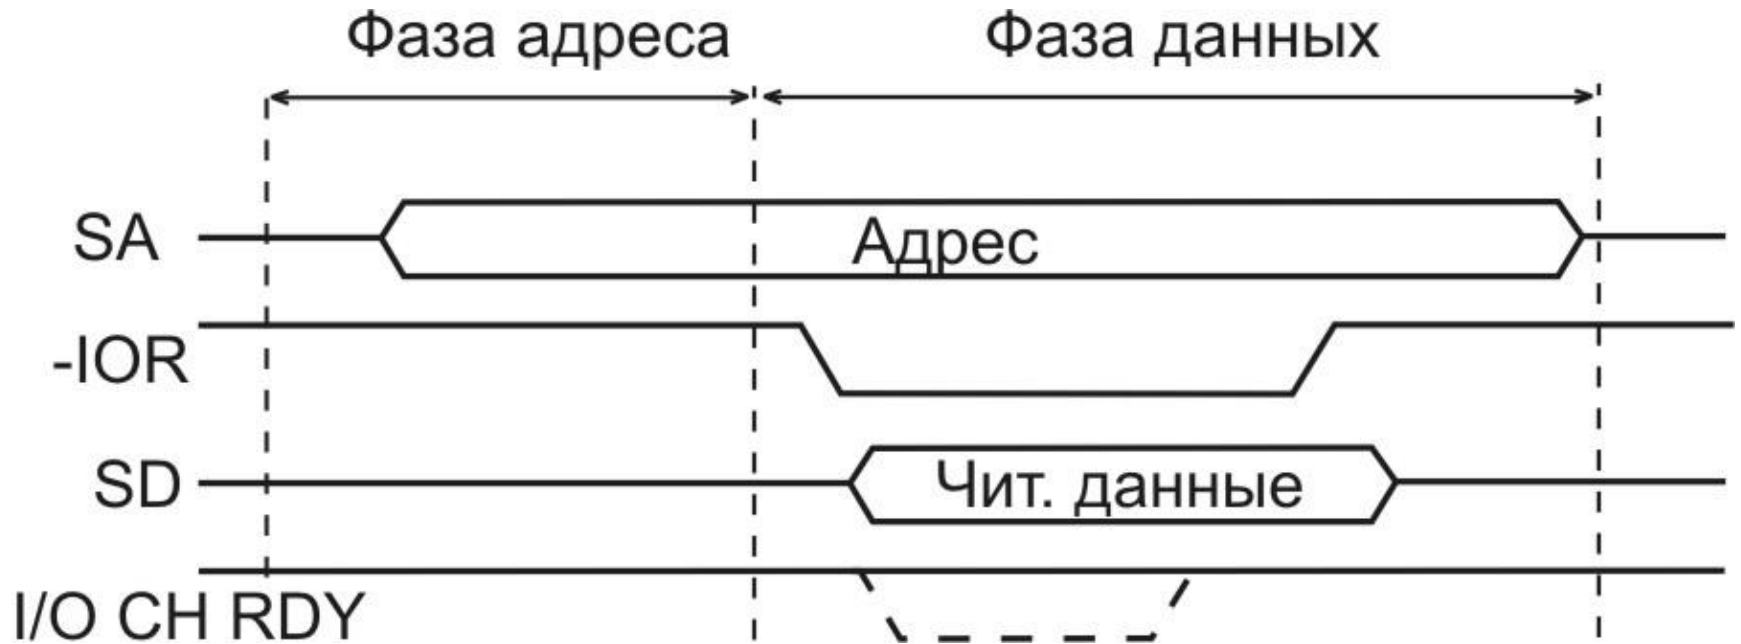 Фаза адреса Фаза данных
SA Адрес
-IOR
SD Чит. данные
I/O CH RDY